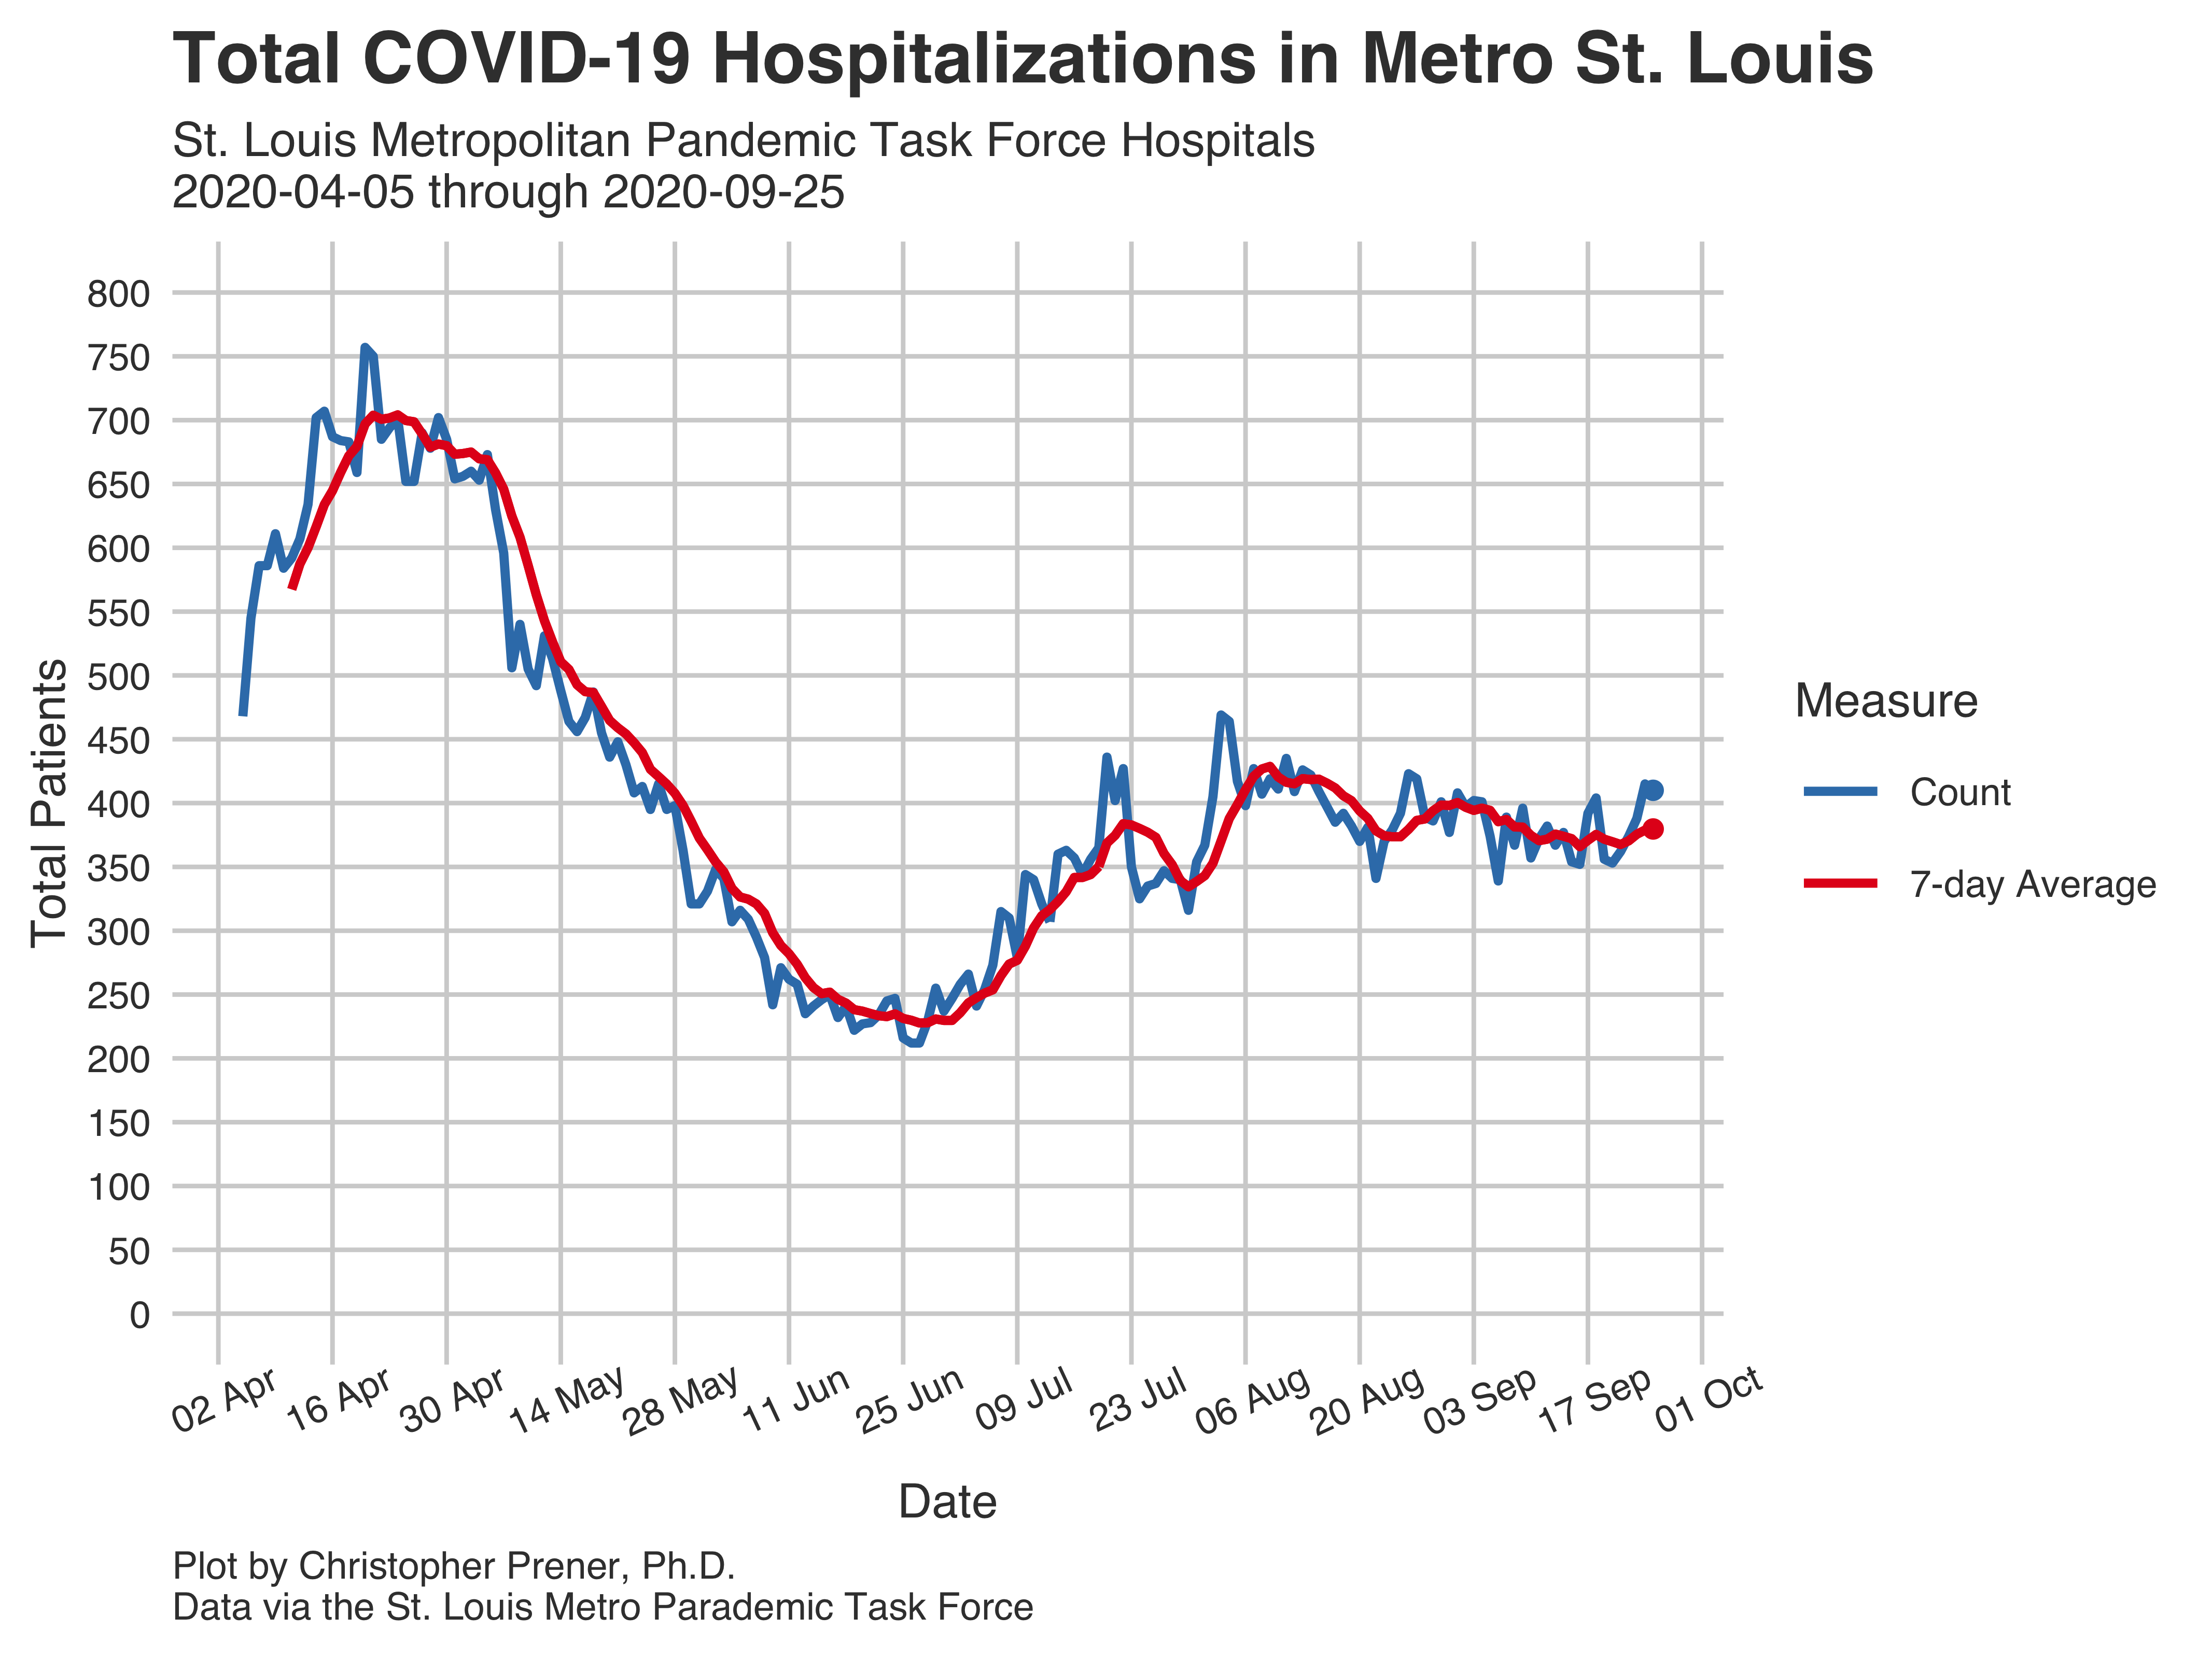 Total COVID-19 Hospitalizations in Metro St. Louis
St. Louis Metropolitan Pandemic Task Force Hospitals
2020-04-05 through 2020-09-25
800
750
700
650
600
550
500
450
400
350
300
250
200
150
100
50
0
Total Patients
02 Apr
16 Apr
30 Apr
14 May
28 May
11 Jun
25 Jun
09 Jul
23 Jul
06 Aug
20 Aug
03 Sep
17 Sep
01 Oct
Date
Measure
Count
7-day Average
Plot by Christopher Prener, Ph.D.
Data via the St. Louis Metro Parademic Task Force